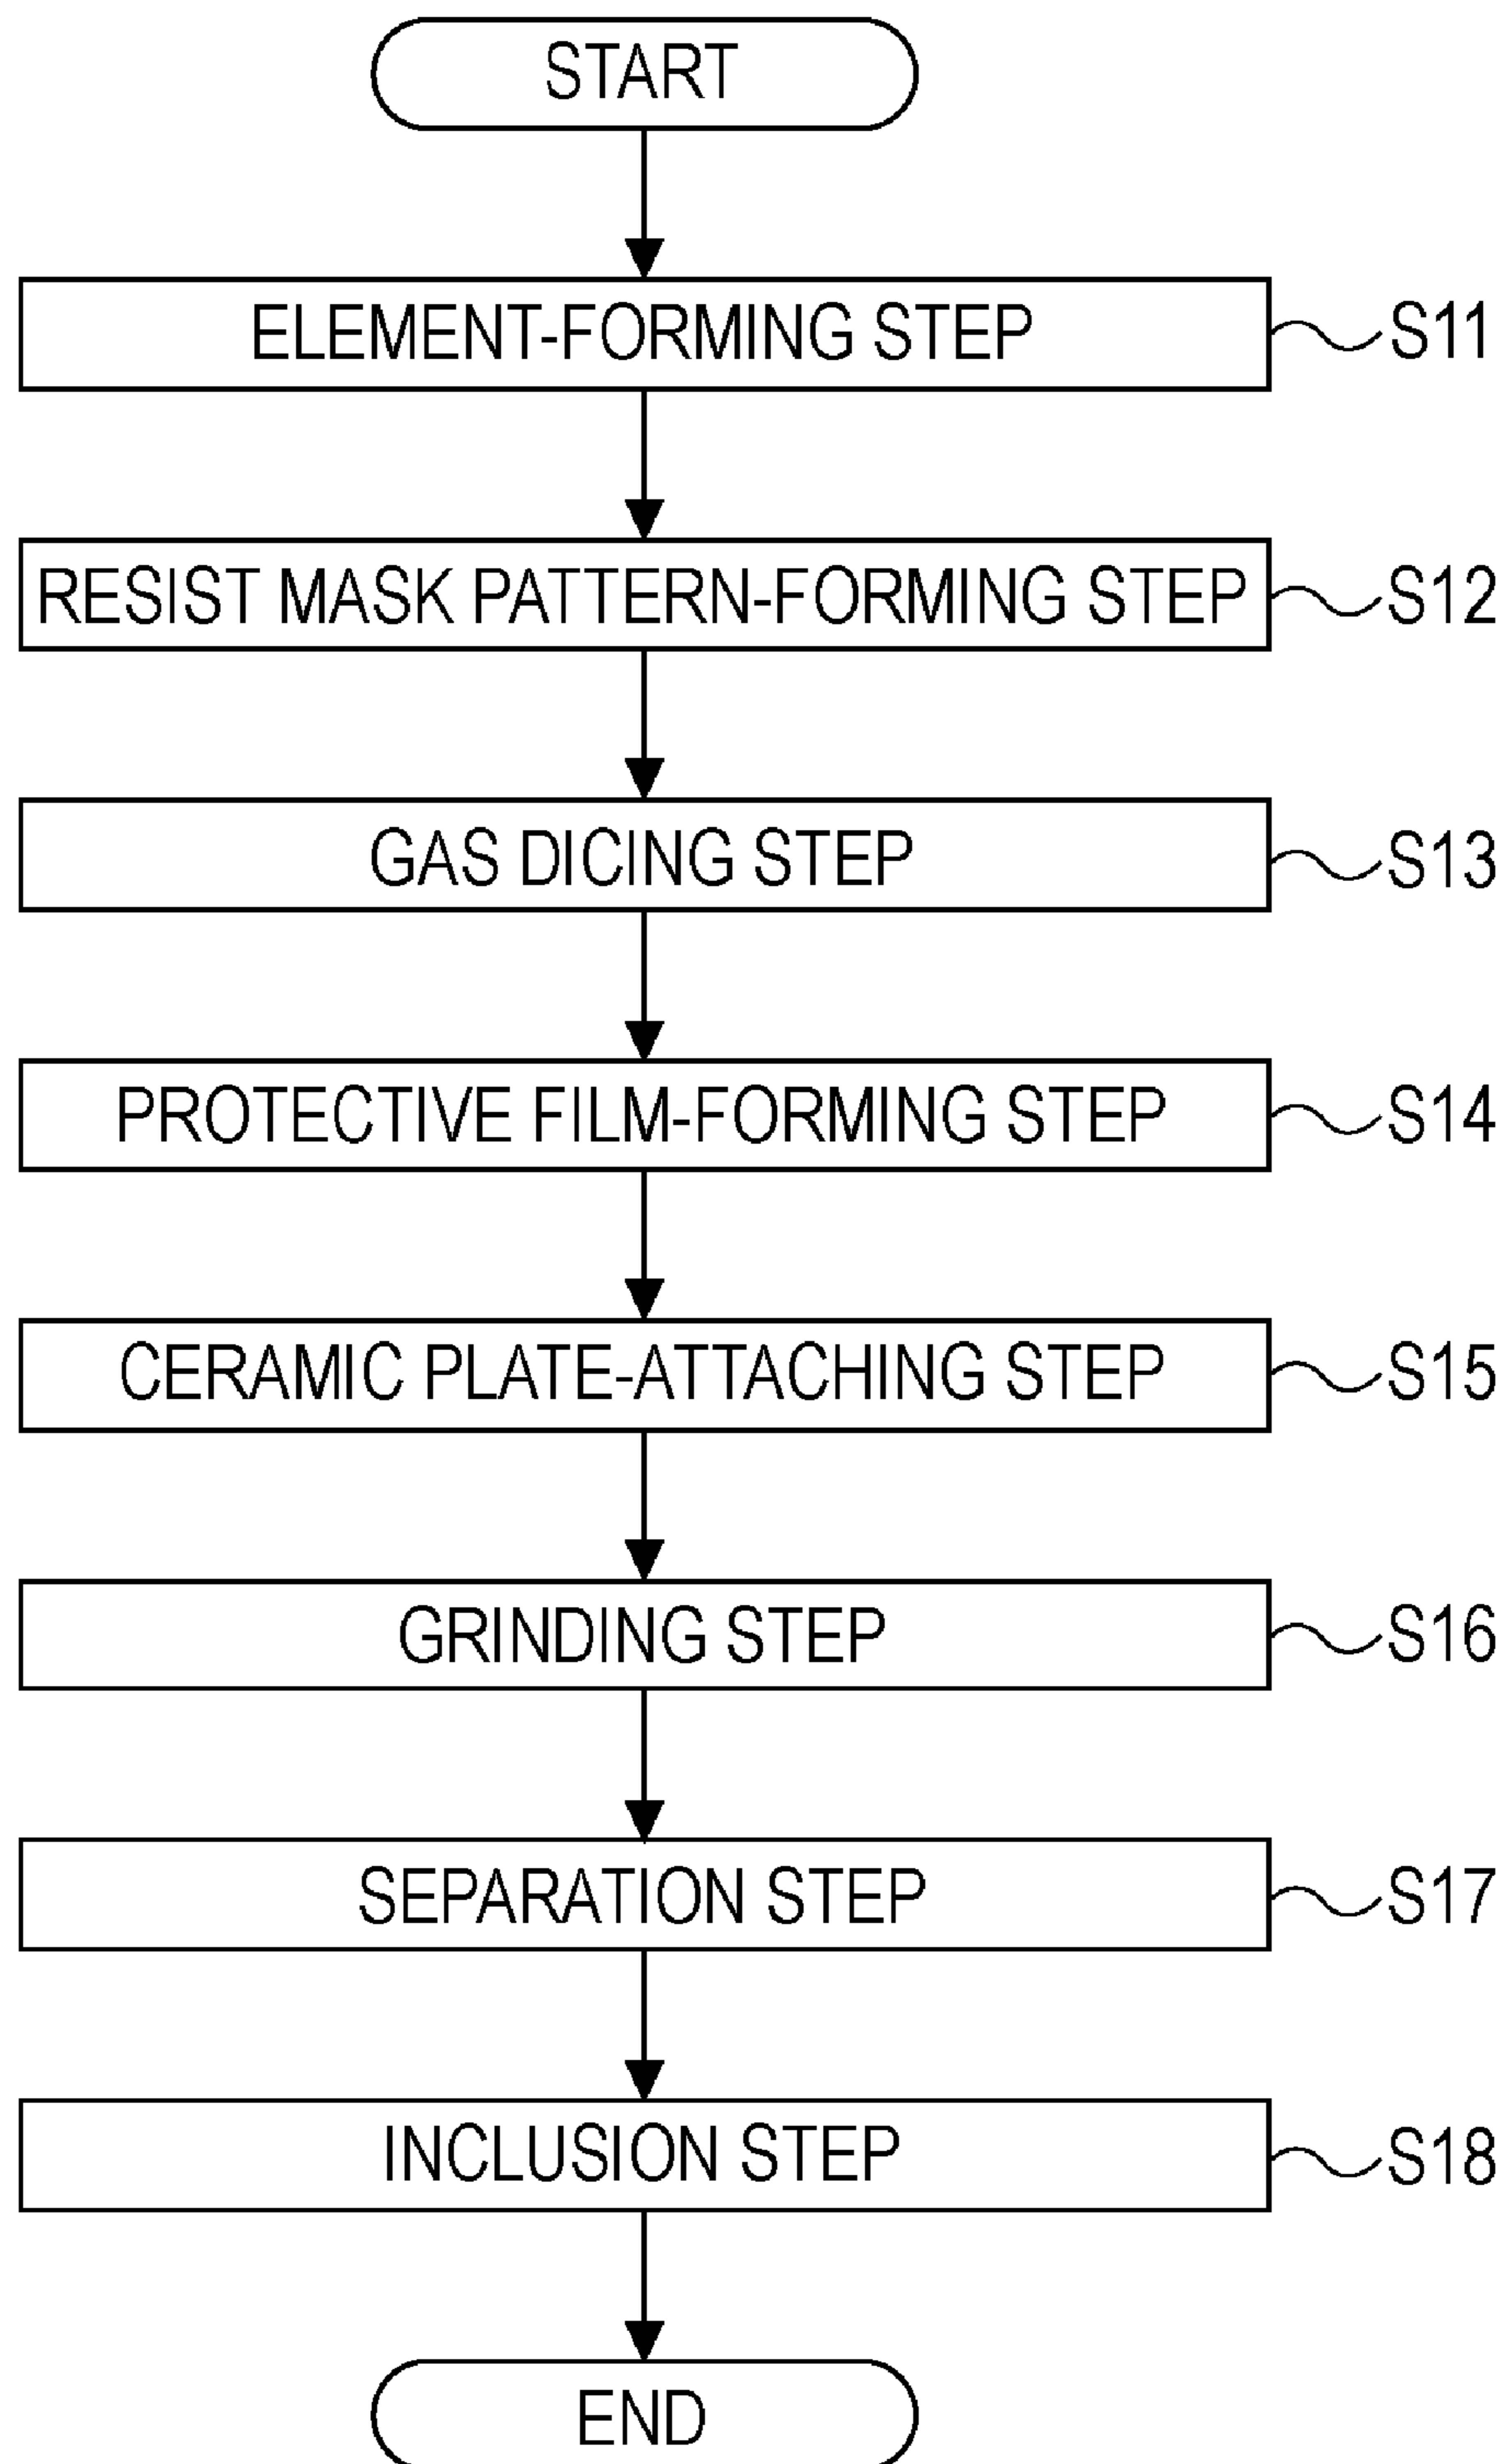 START
ELEMENT-FORMING STEP S11
RESIST MASK PATTERN-FORMING STEP S12
GAS DICING STEP S13
PROTECTIVE FILM-FORMING STEP S14
CERAMIC PLATE-ATTACHING STEP S15
GRINDING STEP S16
SEPARATION STEP S17
INCLUSION STEP S18
END